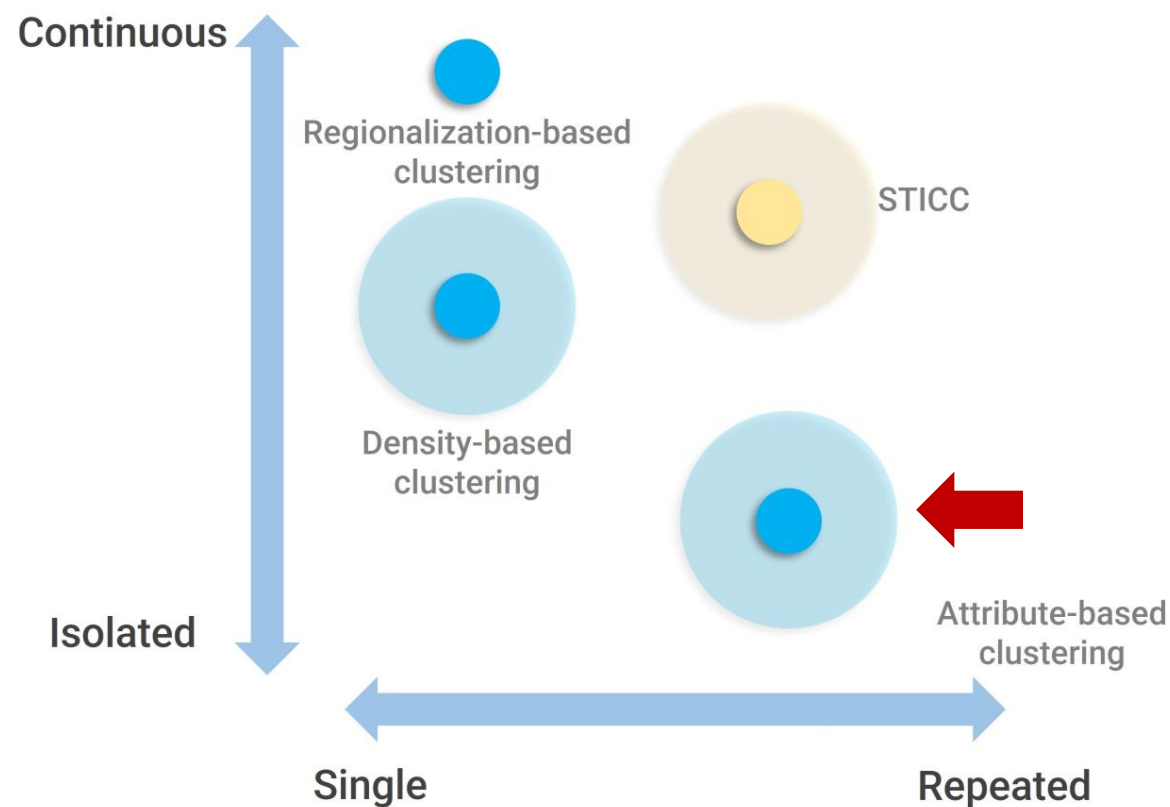 Continuous
Regionalization-based
clustering
STICC
Density-based
clustering
Attribute-based
clustering
Isolated
Single
Repeated